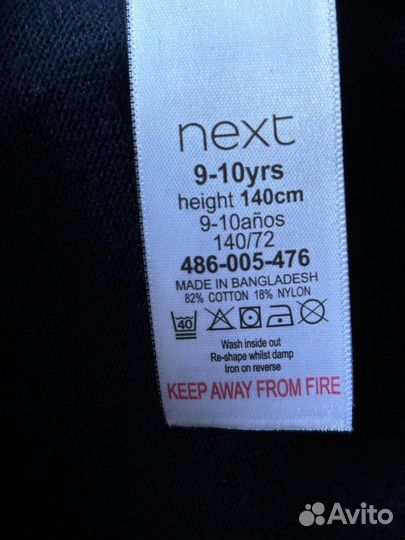 next
9-10yrs
height 140cm
9-10años
140/72
486-005-476
MADE IN BANGLADESH
82% COTTON 18% NYLON
40
Wash inside out
Re-shape whilst damp
Iron on reverse
KEEP AWAY FROM FIRE
Avito